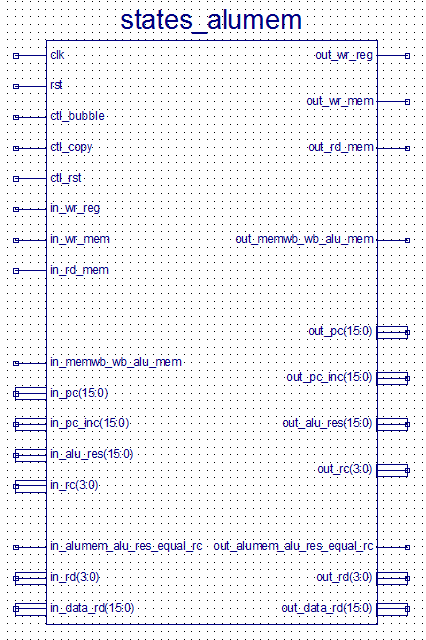 states_alumem
clk
out_wr_reg
rst
out_wr_mem
ctl_bubble
ctl_copy
out_rd_mem
ctl_rst
in_wr_reg
in_wr_mem
out_memwb_wb_alu_mem
in_rd_mem
out_pc(15:0)
in_memwb_wb_alu_mem
out_pc_inc(15:0)
in_pc(15:0)
in_pc_inc(15:0)
out_alu_res(15:0)
in_alu_res(15:0)
out_rc(3:0)
in_rc(3:0)
in_alumem_alu_res_equal_rc
out_alumem_alu_res_equal_rc
in_rd(3:0)
out_rd(3:0)
in_data_rd(15:0)
out_data_rd(15:0)